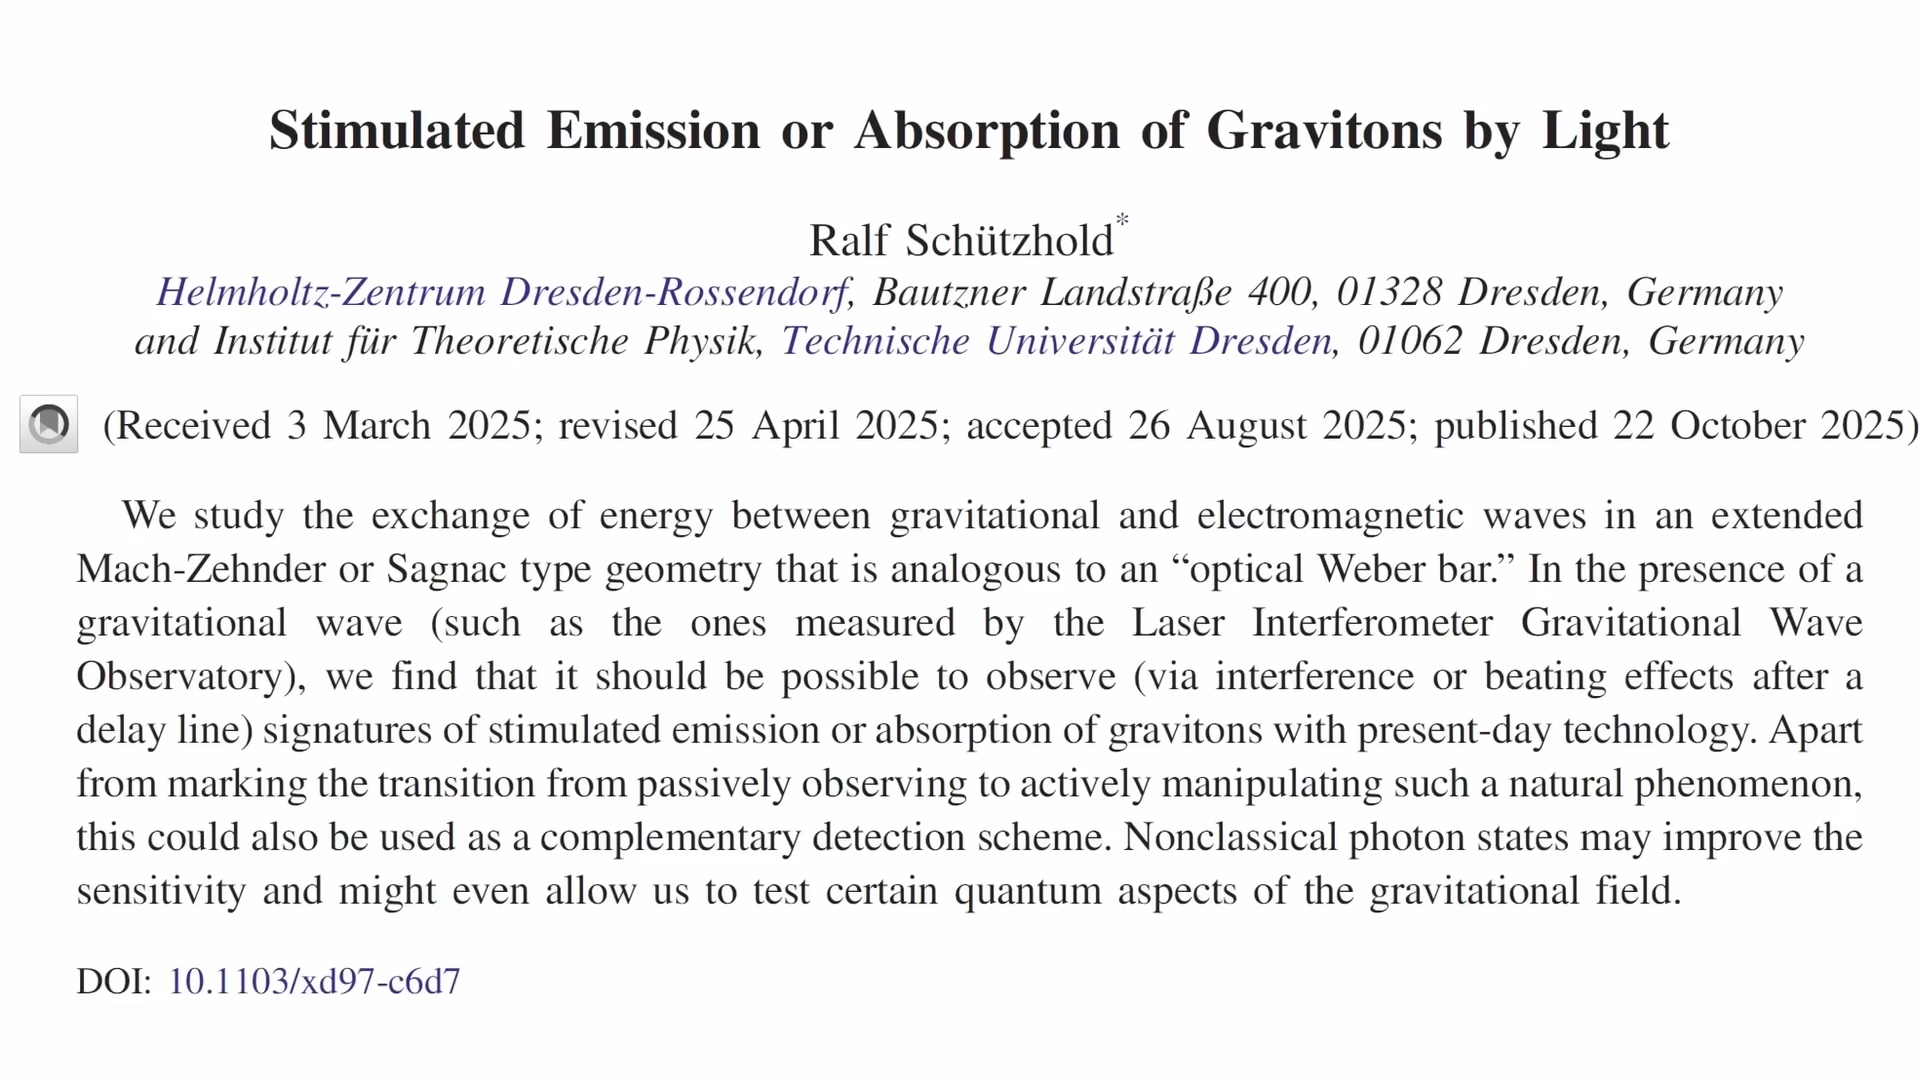 Stimulated Emission or Absorption of Gravitons by Light
Ralf Schützhold*
Helmholtz-Zentrum Dresden-Rossendorf, Bautzner Landstraße 400, 01328 Dresden, Germany
and Institut für Theoretische Physik, Technische Universität Dresden, 01062 Dresden, Germany
(Received 3 March 2025; revised 25 April 2025; accepted 26 August 2025; published 22 October 2025)
We study the exchange of energy between gravitational and electromagnetic waves in an extended
Mach-Zehnder or Sagnac type geometry that is analogous to an “optical Weber bar.” In the presence of a
gravitational wave (such as the ones measured by the Laser Interferometer Gravitational Wave
Observatory), we find that it should be possible to observe (via interference or beating effects after a
delay line) signatures of stimulated emission or absorption of gravitons with present-day technology. Apart
from marking the transition from passively observing to actively manipulating such a natural phenomenon,
this could also be used as a complementary detection scheme. Nonclassical photon states may improve the
sensitivity and might even allow us to test certain quantum aspects of the gravitational field.
DOI: 10.1103/xd97-c6d7